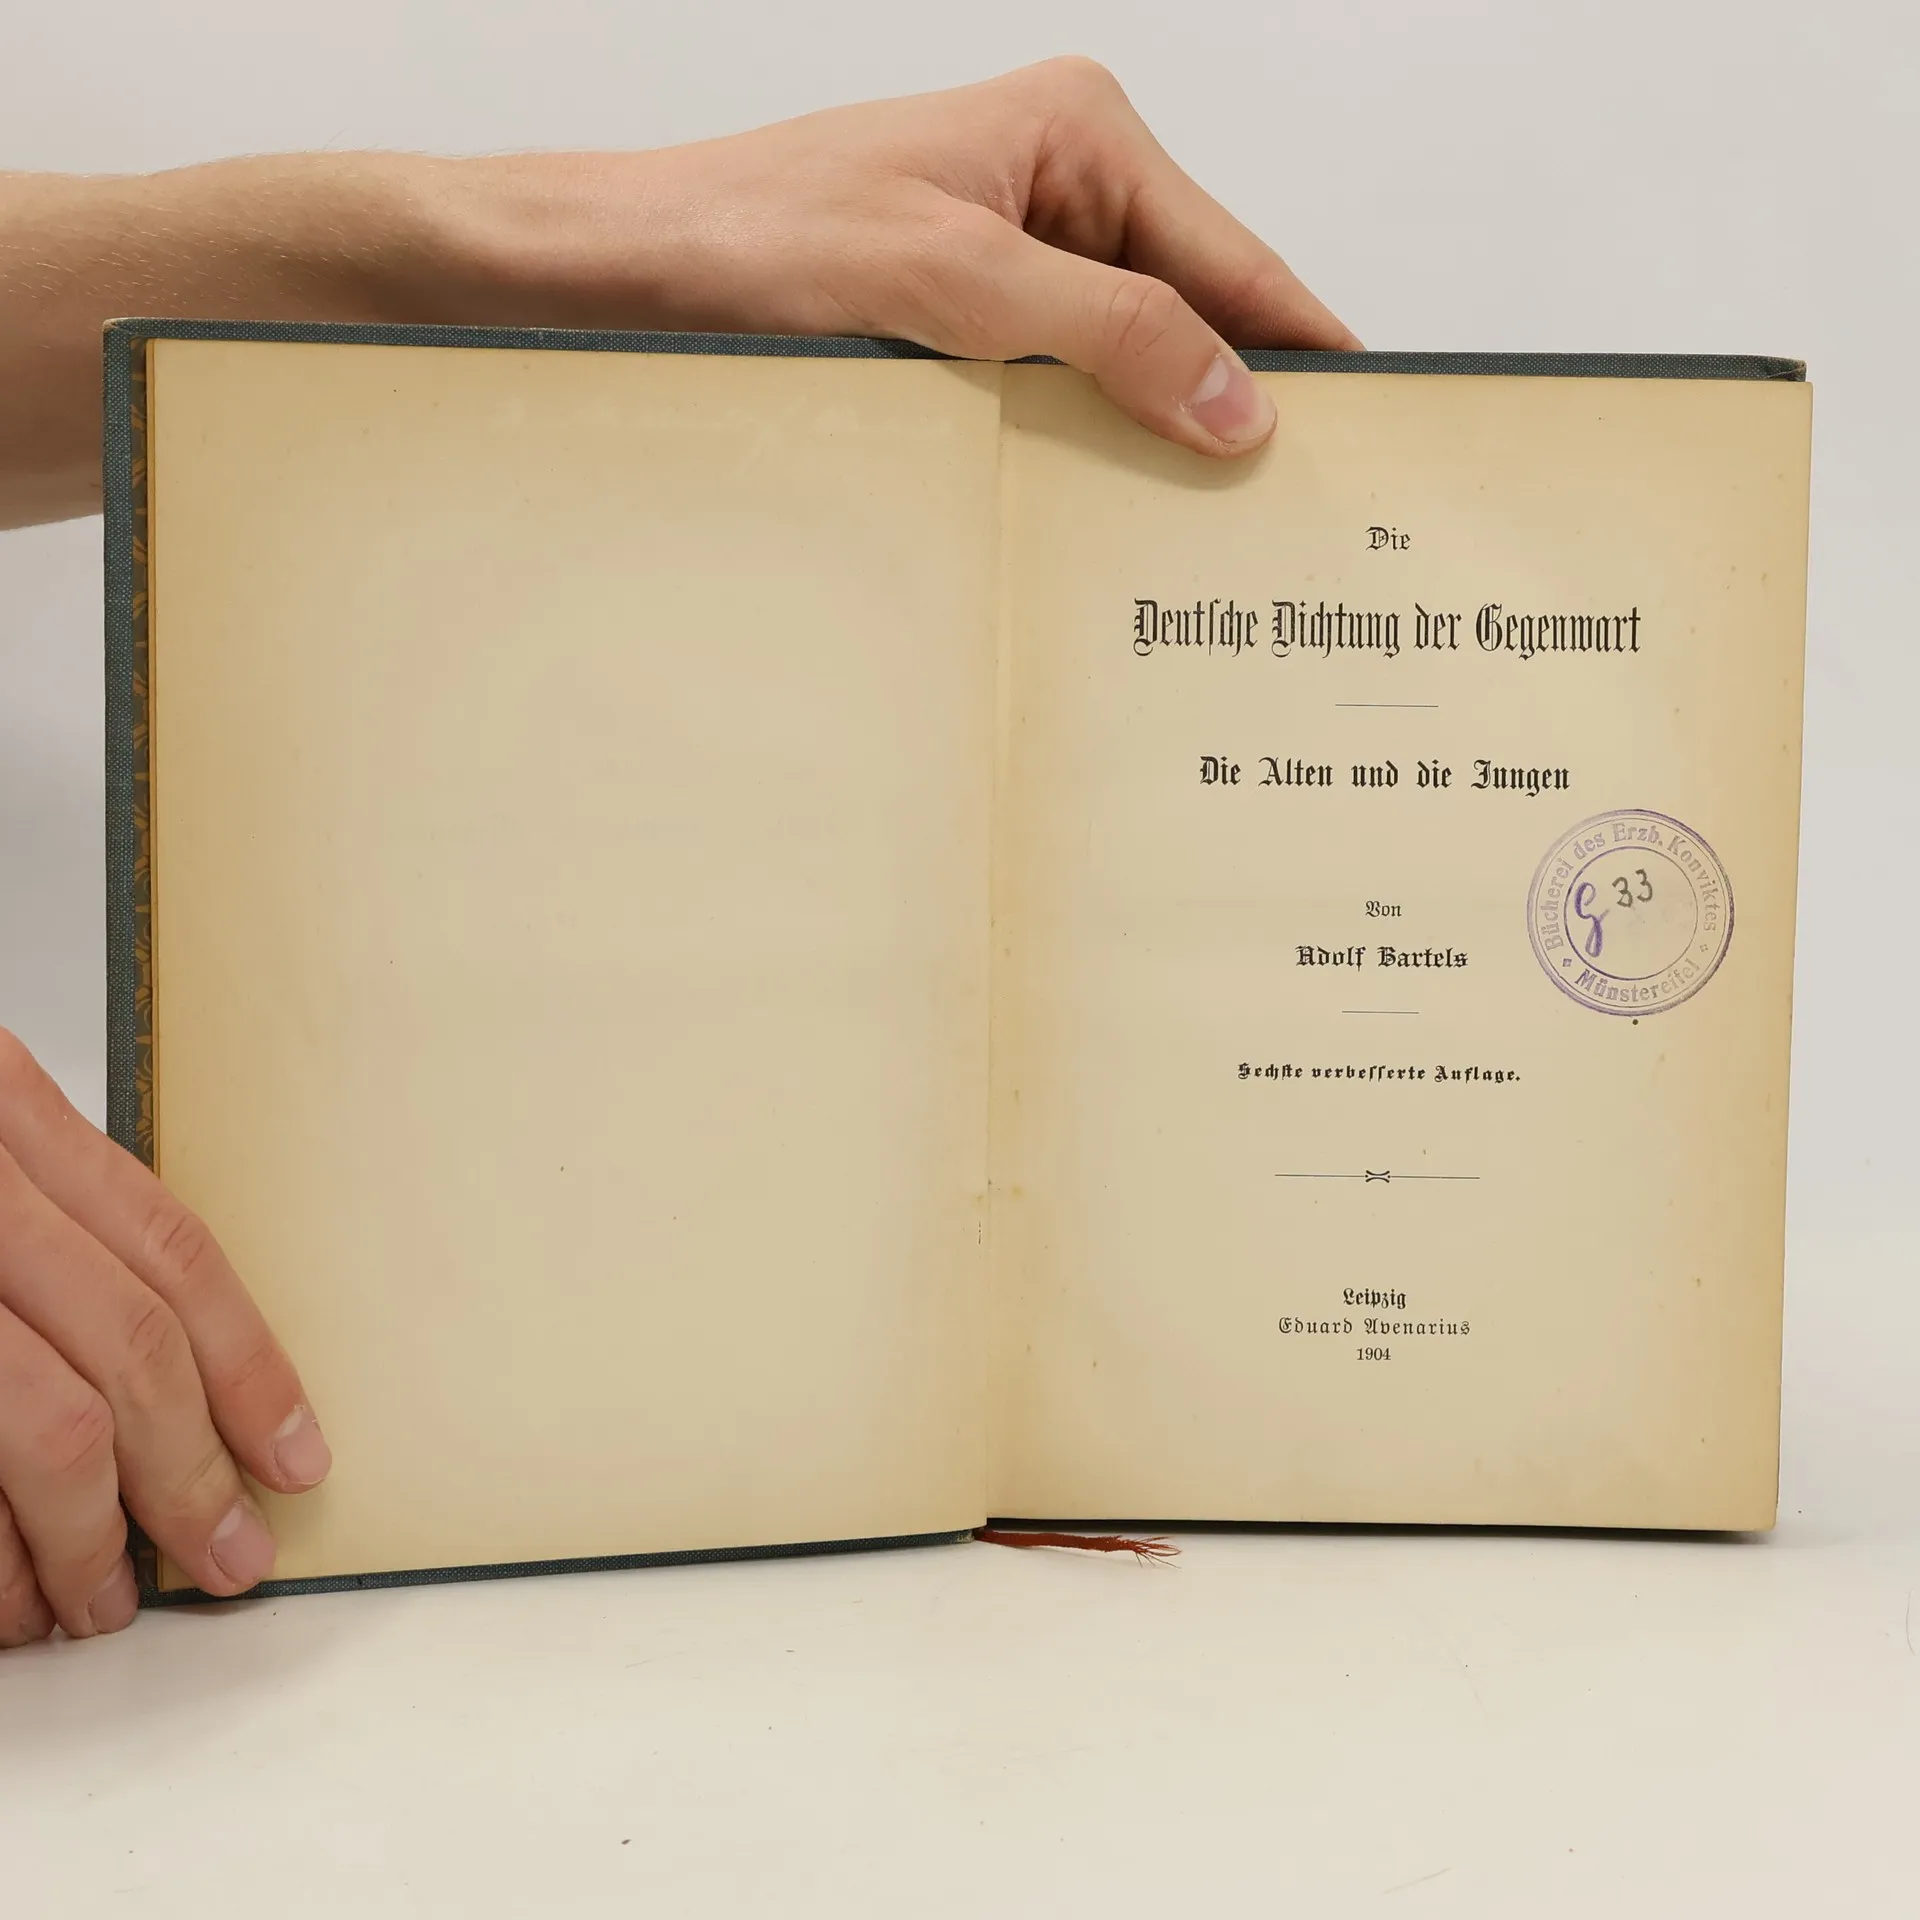 Die
Deutſche Dichtung der Gegenwart
Die Alten und die Jungen
Von
Adolf Bartels
Sechſte verbeſſerte Auflage.
Bücherei des Erzb. Konviktes
g 33
Münstereifel
Leipzig
Eduard Avenarius
1904